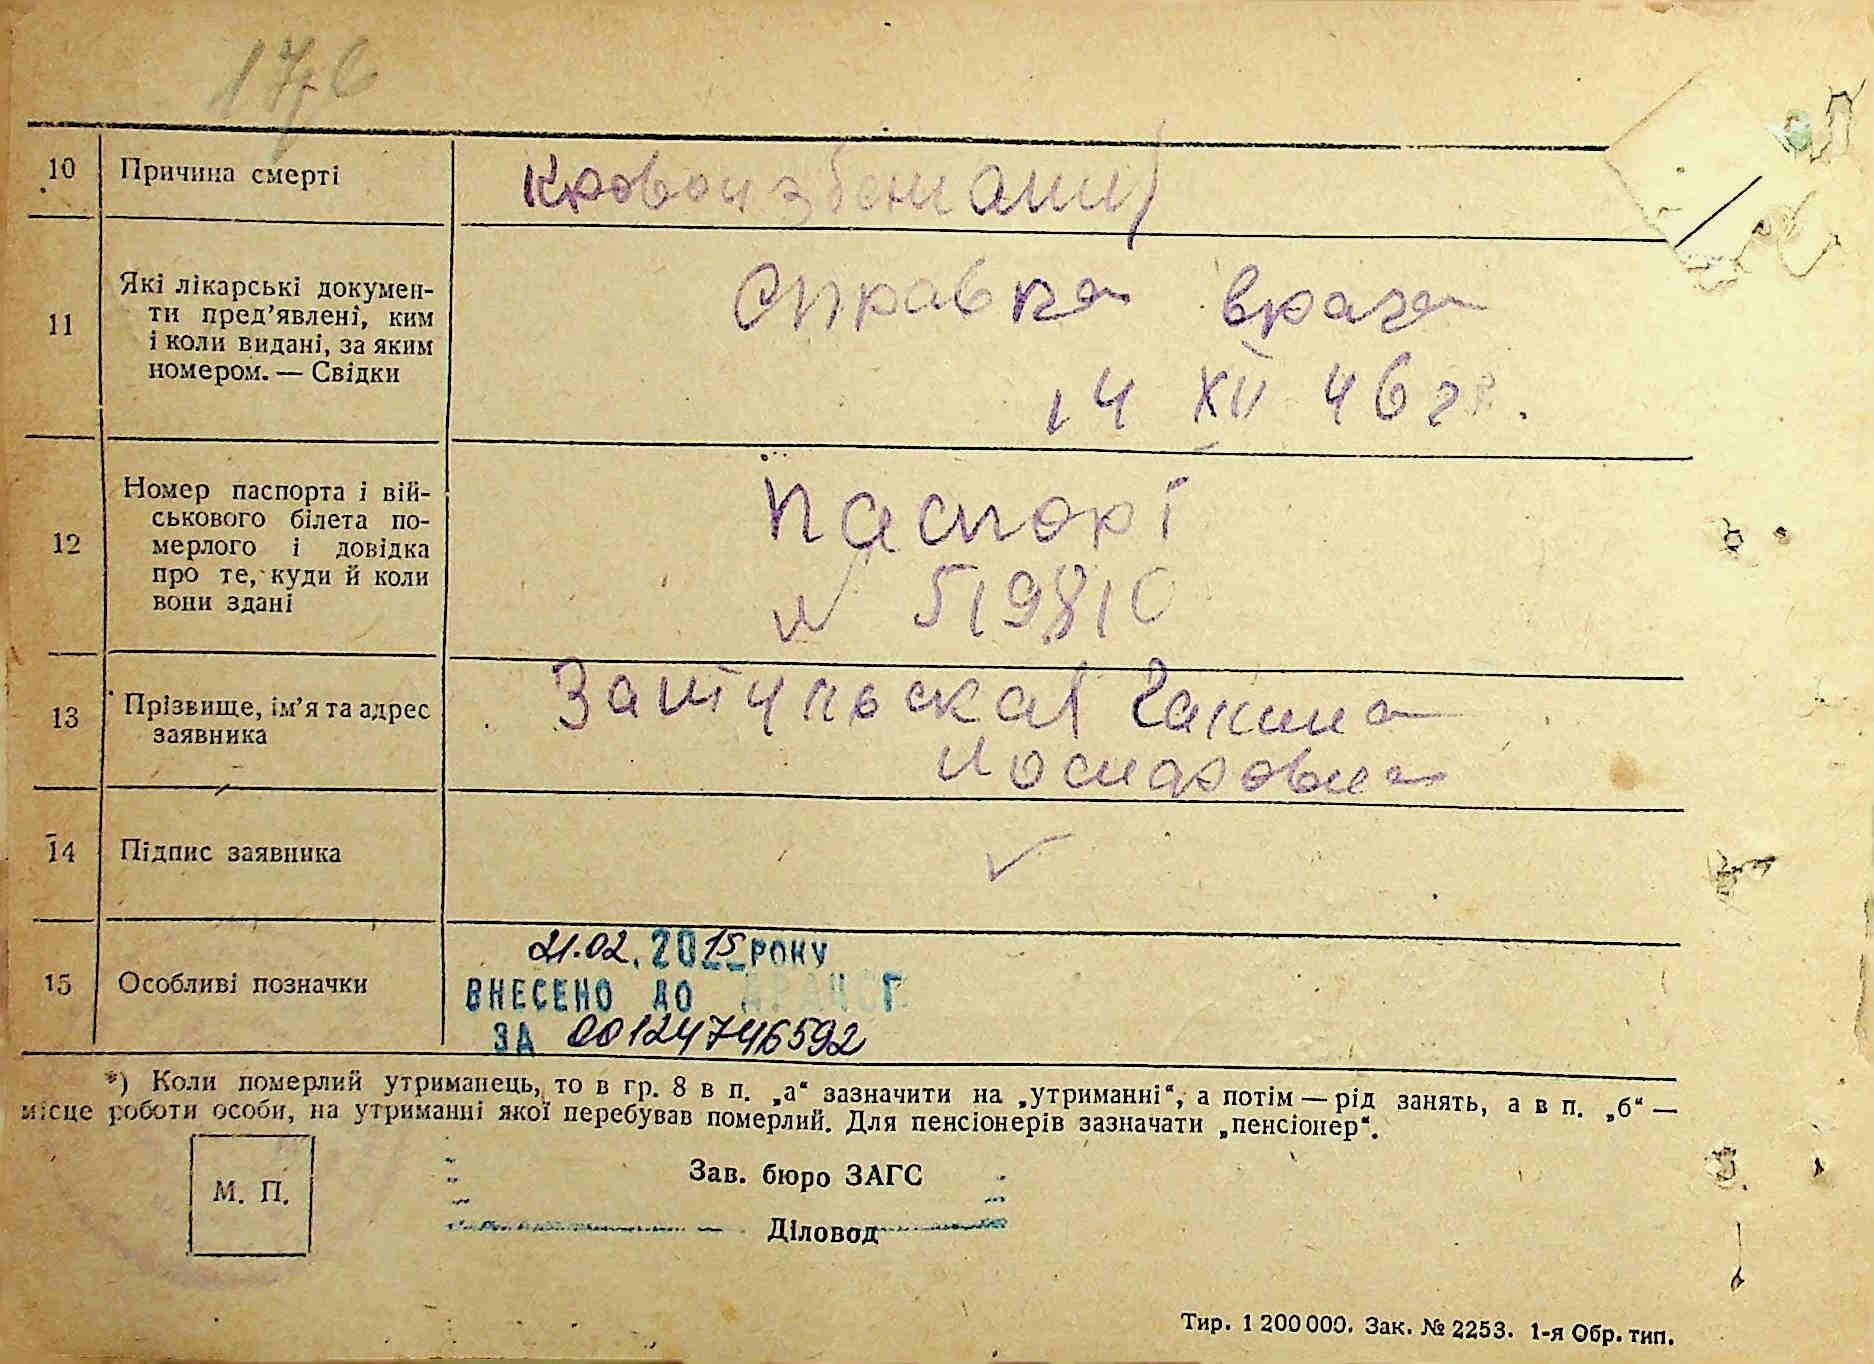 176
10 Причина смерті
11 Які лікарські докумен-
ти пред’явлені, ким
і коли видані, за яким
номером. — Свідки
Справка врача
14 XII 46 г.
12 Номер паспорта і вій-
ськового білета по-
мерлого і довідка
про те, куди й коли
вони здані
Паспорт
№ 519810
13 Прізвище, ім’я та адрес
заявника
14 Підпис заявника
15 Особливі позначки
21.02.2015 РОКУ
ВНЕСЕНО ДО ДРАЦСГ
ЗА 00124746592
*) Коли померлий утриманець, то в гр. 8 в п. „а“ зазначити на „утриманні“, а потім — рід занять, а в п. „б“ —
місце роботи особи, на утриманні якої перебував померлий. Для пенсіонерів зазначати „пенсіонер“.
М. П.
Зав. бюро ЗАГС
Діловод
Тир. 1 200 000. Зак. № 2253. 1-я Обр. тип.